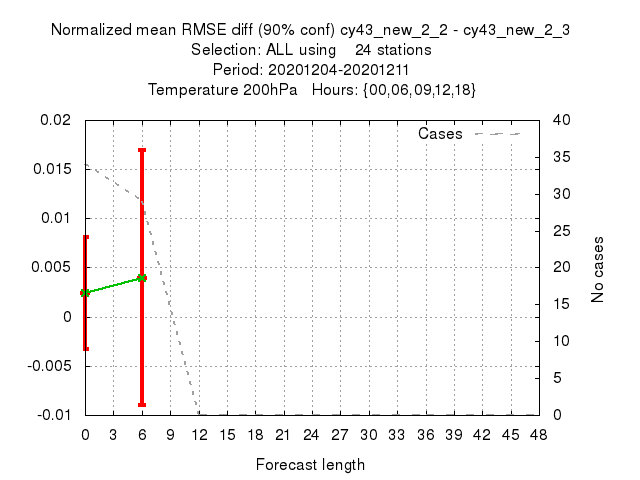 Normalized mean RMSE diff (90% conf) cy43_new_2_2 - cy43_new_2_3
Selection: ALL using    24 stations
Period: 20201204-20201211
Temperature 200hPa   Hours: {00,06,09,12,18}
Cases
0.02
0.015
0.01
0.005
0
-0.005
-0.01
40
35
30
25
20
15
10
5
0
No cases
0 3 6 9 12 15 18 21 24 27 30 33 36 39 42 45 48
Forecast length